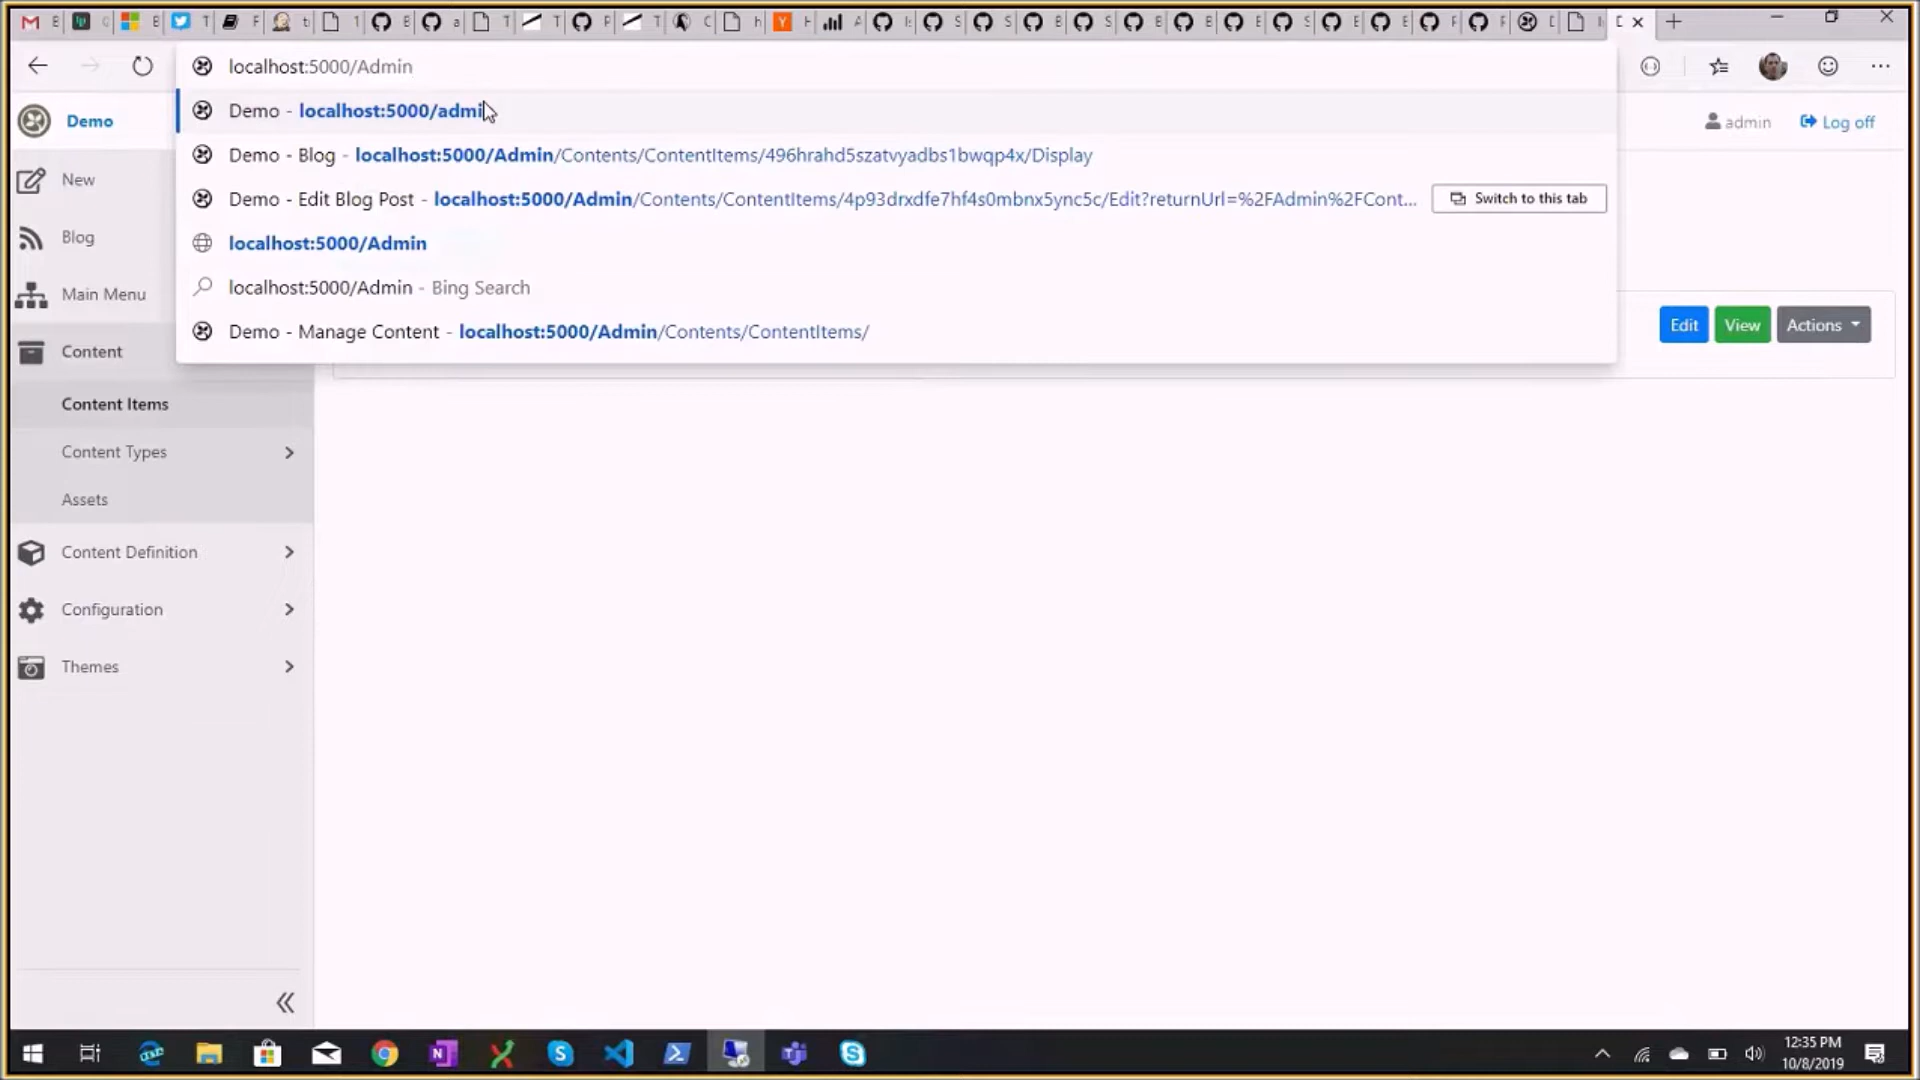 localhost:5000/Admin
Demo - localhost:5000/admi
Demo
Demo - Blog - localhost:5000/Admin/Contents/ContentItems/496hrahd5szatvyadbs1bwqp4x/Display
admin
Log off
New
Demo - Edit Blog Post - localhost:5000/Admin/Contents/ContentItems/4p93drxdfe7hf4s0mbnx5ync5c/Edit?returnUrl=%2FAdmin%2FCont...
Switch to this tab
Blog
localhost:5000/Admin
localhost:5000/Admin - Bing Search
Main Menu
Demo - Manage Content - localhost:5000/Admin/Contents/ContentItems/
Edit
View
Actions
Content
Content Items
Content Types
Assets
Content Definition
Configuration
Themes
12:35 PM
10/8/2019